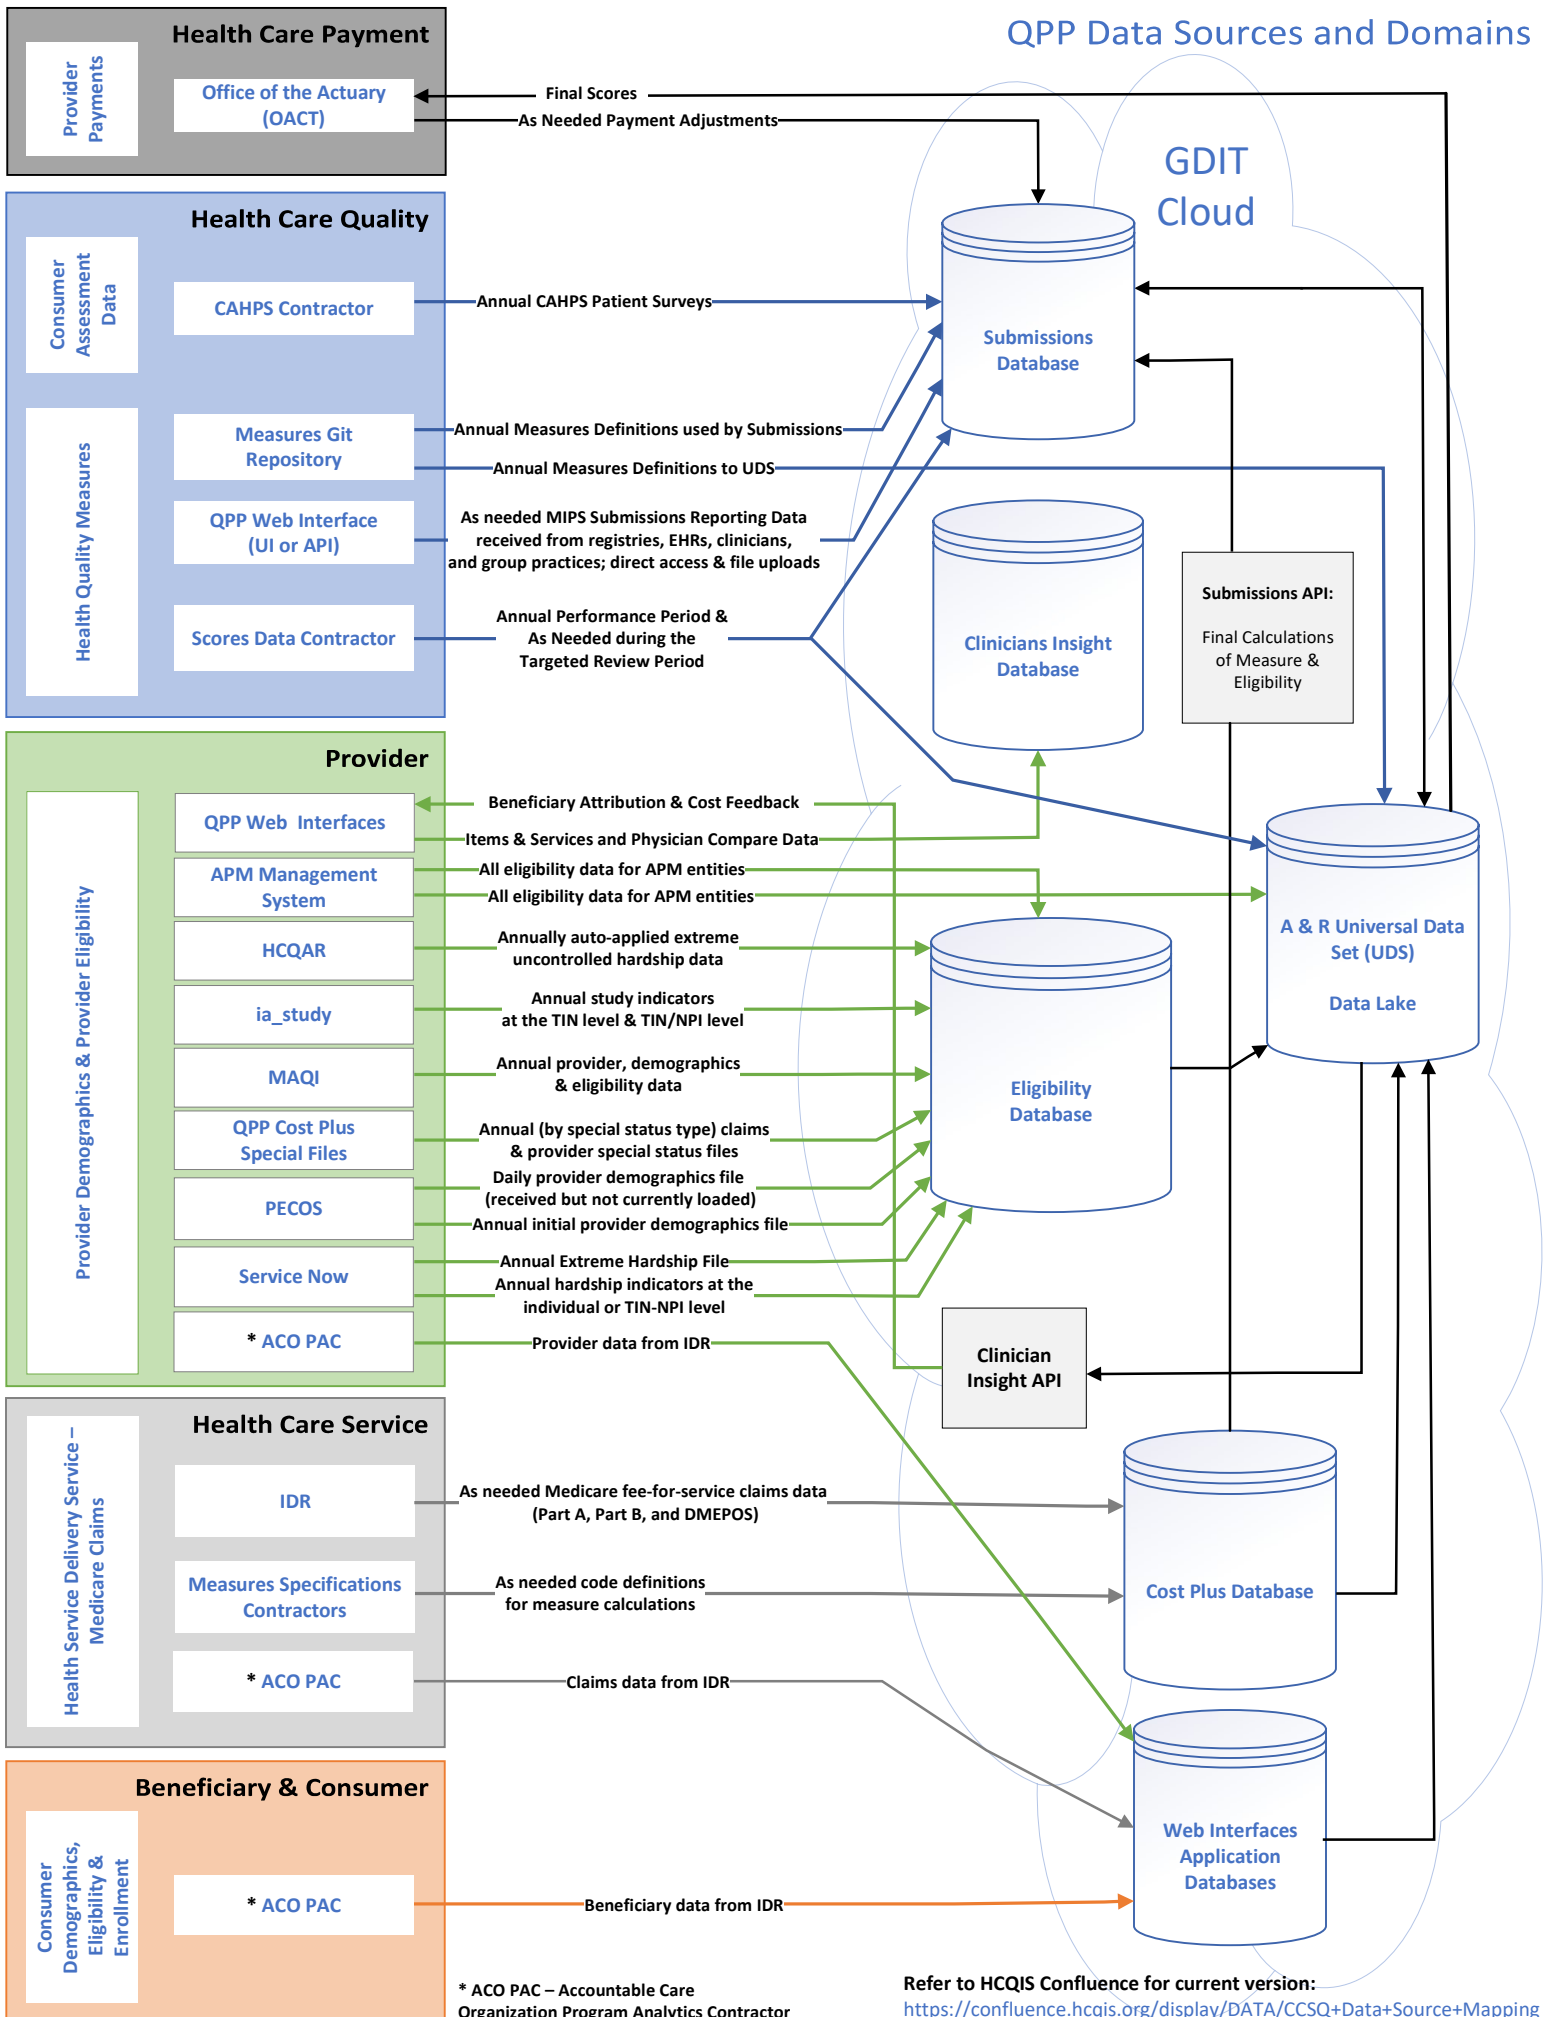 QPP Data Sources and Domains
Health Care Payment
Provider
Payments
Office of the Actuary
(OACT)
Final Scores
As Needed Payment Adjustments
GDIT
Cloud
Health Care Quality
Consumer
Assessment
Data
CAHPS Contractor
Annual CAHPS Patient Surveys
Submissions
Database
Health Quality Measures
Measures Git
Repository
Annual Measures Definitions used by Submissions
Annual Measures Definitions to UDS
QPP Web Interface
(UI or API)
As needed MIPS Submissions Reporting Data
received from registries, EHRs, clinicians,
and group practices; direct access & file uploads
Scores Data Contractor
Annual Performance Period &
As Needed during the
Targeted Review Period
Clinicians Insight
Database
Submissions API:
Final Calculations
of Measure &
Eligibility
Provider
Provider Demographics & Provider Eligibility
QPP Web  Interfaces
Beneficiary Attribution & Cost Feedback
Items & Services and Physician Compare Data
APM Management
System
All eligibility data for APM entities
All eligibility data for APM entities
HCQAR
Annually auto-applied extreme
uncontrolled hardship data
ia_study
Annual study indicators
at the TIN level & TIN/NPI level
MAQI
Annual provider, demographics
& eligibility data
QPP Cost Plus
Special Files
Annual (by special status type) claims
& provider special status files
PECOS
Daily provider demographics file
(received but not currently loaded)
Annual initial provider demographics file
Service Now
Annual Extreme Hardship File
Annual hardship indicators at the
individual or TIN-NPI level
* ACO PAC
Provider data from IDR
A & R Universal Data
Set (UDS)
Data Lake
Eligibility
Database
Clinician
Insight API
Health Care Service
Health Service Delivery Service –
Medicare Claims
IDR
As needed Medicare fee-for-service claims data
(Part A, Part B, and DMEPOS)
Measures Specifications
Contractors
As needed code definitions
for measure calculations
* ACO PAC
Claims data from IDR
Cost Plus Database
Beneficiary & Consumer
Consumer
Demographics,
Eligibility &
Enrollment
* ACO PAC
Beneficiary data from IDR
Web Interfaces
Application
Databases
* ACO PAC – Accountable Care
Organization Program Analytics Contractor
Refer to HCQIS Confluence for current version:
https://confluence.hcqis.org/display/DATA/CCSQ+Data+Source+Mapping